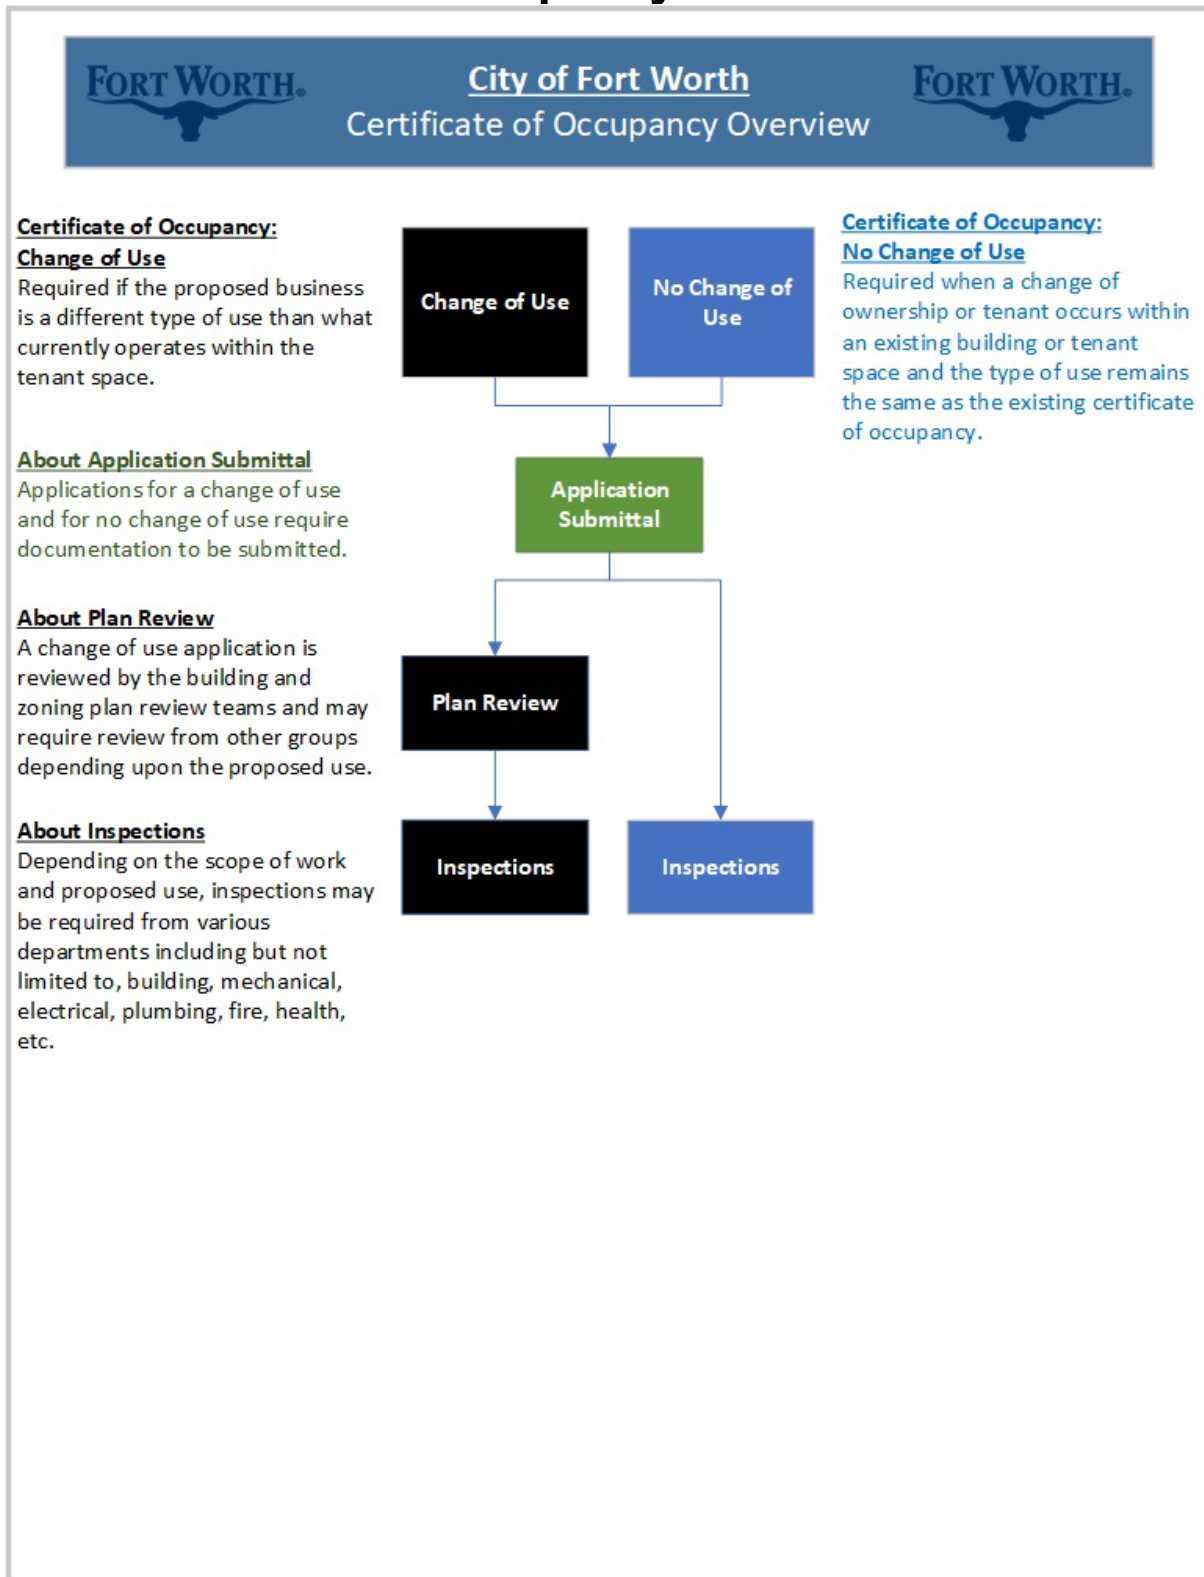 FORT WORTH®
City of Fort Worth
Certificate of Occupancy Overview
FORT WORTH®
Certificate of Occupancy:
Change of Use
Required if the proposed business
is a different type of use than what
currently operates within the
tenant space.
Change of Use
No Change of
Use
Certificate of Occupancy:
No Change of Use
Required when a change of
ownership or tenant occurs within
an existing building or tenant
space and the type of use remains
the same as the existing certificate
of occupancy.
About Application Submittal
Applications for a change of use
and for no change of use require
documentation to be submitted.
Application
Submittal
About Plan Review
A change of use application is
reviewed by the building and
zoning plan review teams and may
require review from other groups
depending upon the proposed use.
Plan Review
About Inspections
Depending on the scope of work
and proposed use, inspections may
be required from various
departments including but not
limited to, building, mechanical,
electrical, plumbing, fire, health,
etc.
Inspections
Inspections